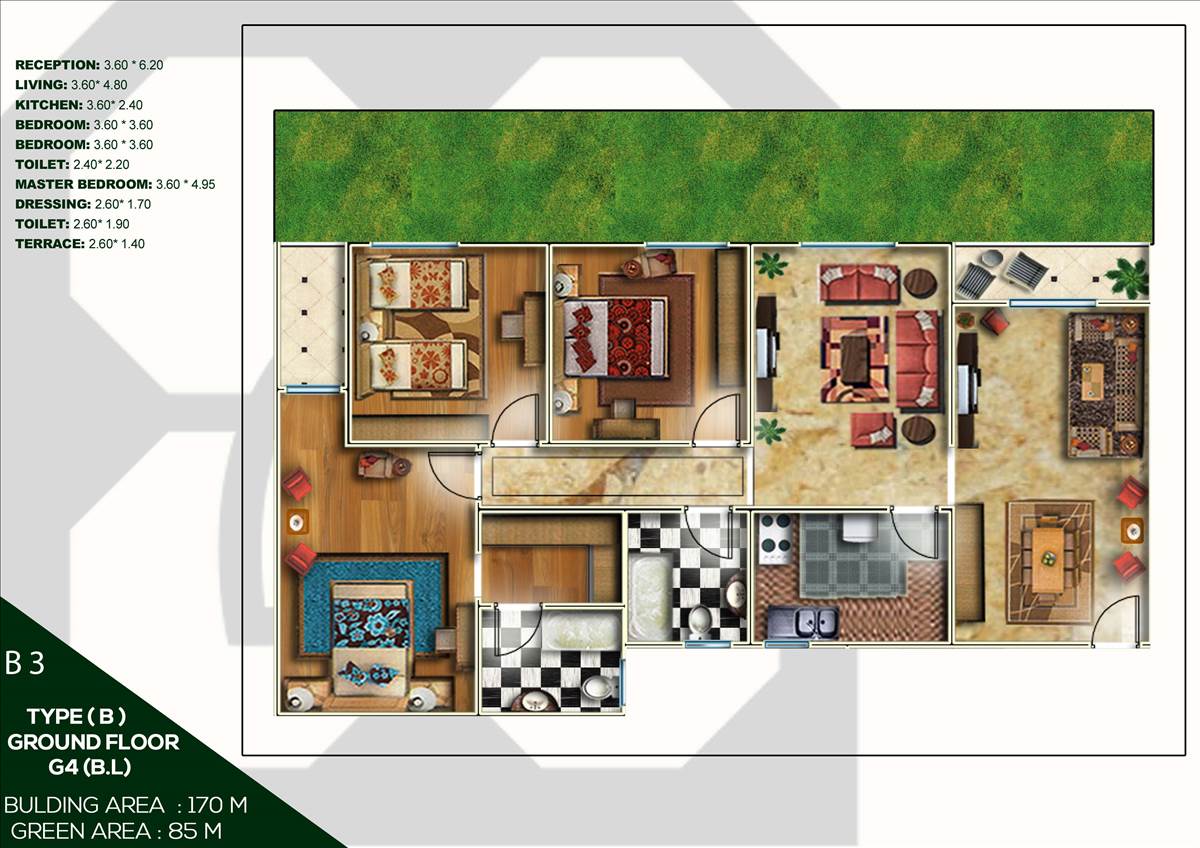 RECEPTION: 3.60 * 6.20
LIVING: 3.60* 4.80
KITCHEN: 3.60* 2.40
BEDROOM: 3.60 * 3.60
BEDROOM: 3.60 * 3.60
TOILET: 2.40* 2.20
MASTER BEDROOM: 3.60 * 4.95
DRESSING: 2.60* 1.70
TOILET: 2.60* 1.90
TERRACE: 2.60* 1.40
B 3
TYPE ( B )
GROUND FLOOR
G4 (B.L)
BULDING AREA : 170 M
GREEN AREA : 85 M